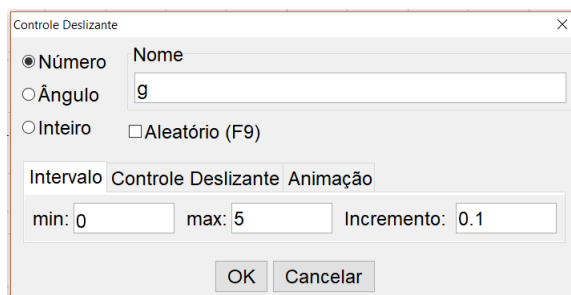 Controle Deslizante
Número
Nome
g
Ângulo
Inteiro
Aleatório (F9)
Intervalo Controle Deslizante Animação
min: 0 max: 5 Incremento: 0.1
OK Cancelar